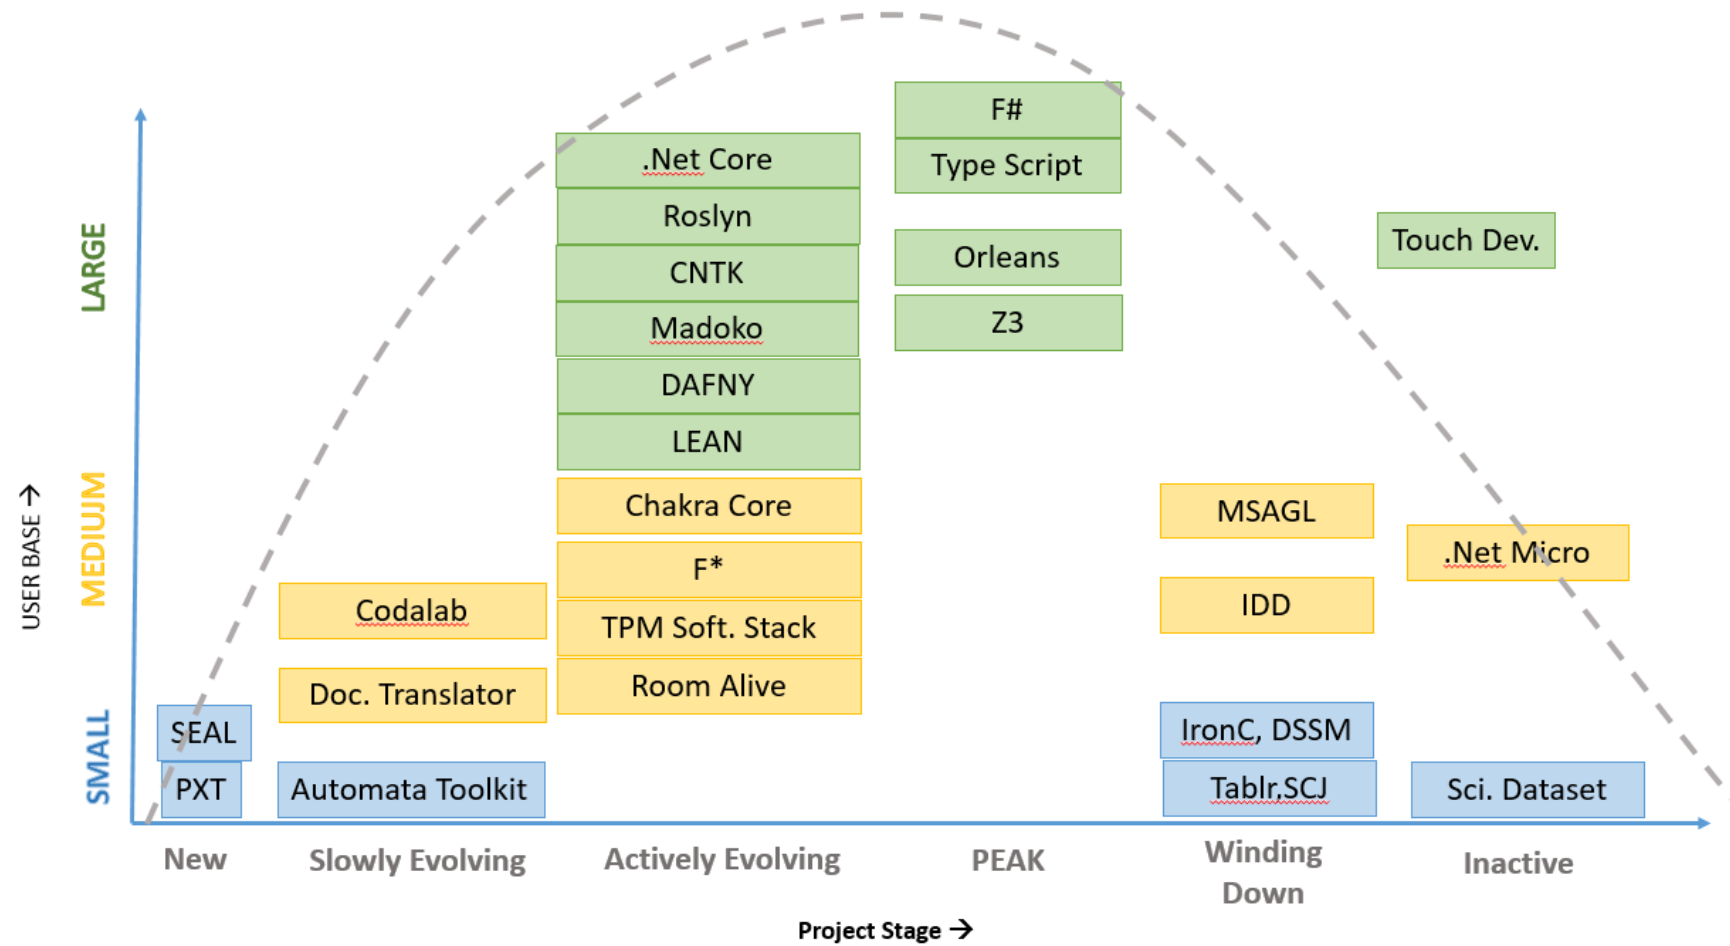 F#
.Net Core
Type Script
Roslyn
Touch Dev.
Orleans
CNTK
Z3
Madoko
DAFNY
LEAN
Chakra Core
MSAGL
.Net Micro
F*
IDD
Codalab
TPM Soft. Stack
Room Alive
Doc. Translator
SEAL
IronC, DSSM
PXT
Automata Toolkit
Tablr,SCJ
Sci. Dataset
LARGE
MEDIUJM
SMALL
USER BASE →
New
Slowly Evolving
Actively Evolving
PEAK
Winding
Down
Inactive
Project Stage →